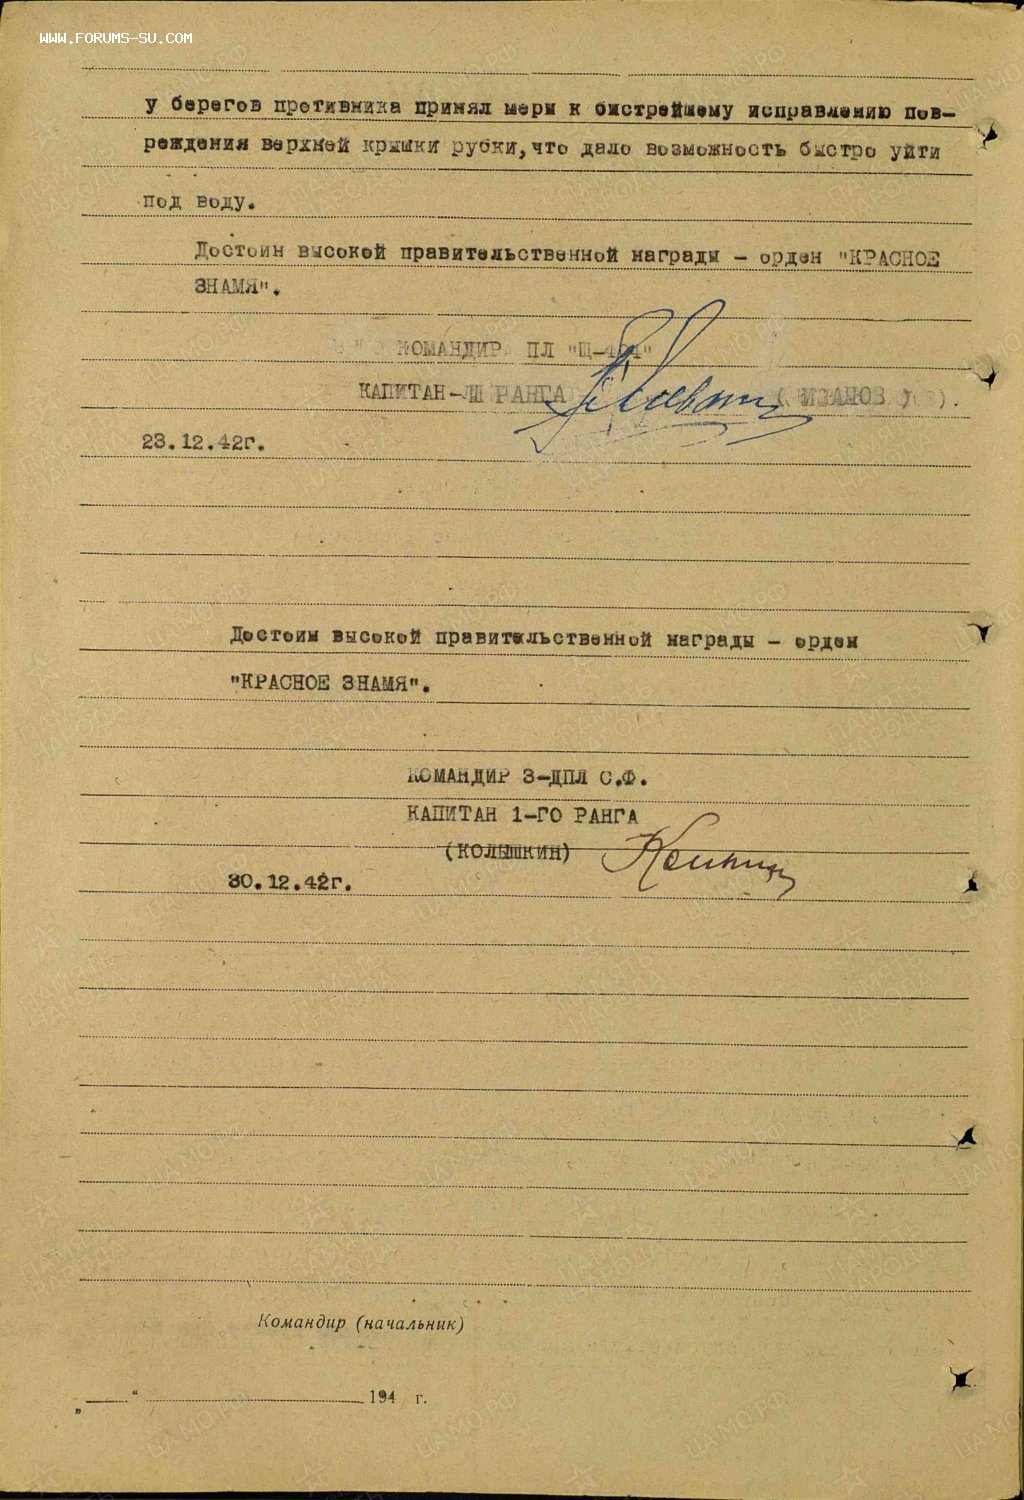 WWW.FORUMS-SU.COM
у берегов противника принял меры к быстрейшему исправлению пов-
реждения верхней крышки рубки, что дало возможность быстро уйти
под воду.
Достоин высокой правительственной награды - орден "КРАСНОЕ
ЗНАМЯ".
КОМАНДИР ПЛ "Щ-404"
КАПИТАН-Ш РАНГА ( ИВАНОВ ).
23.12.42г.
Достоин высокой правительственной награды - орден
"КРАСНОЕ ЗНАМЯ".
КОМАНДИР 3-ДПЛ С.Ф.
КАПИТАН 1-ГО РАНГА
(КОЛЫШКИН)
30.12.42г.
Командир (начальник)
„ “ 194 г.